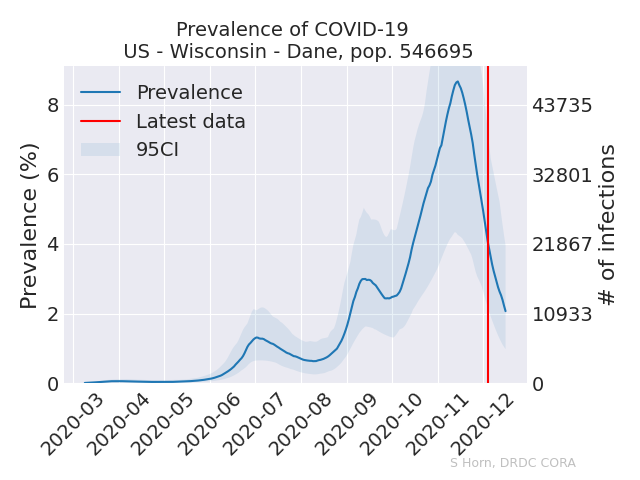 Prevalence of COVID-19
US - Wisconsin - Dane, pop. 546695
Prevalence
Latest data
95CI
Prevalence (%)
8
6
4
2
0
43735
32801
21867
10933
0
# of infections
2020-03
2020-04
2020-05
2020-06
2020-07
2020-08
2020-09
2020-10
2020-11
2020-12
S Horn, DRDC CORA